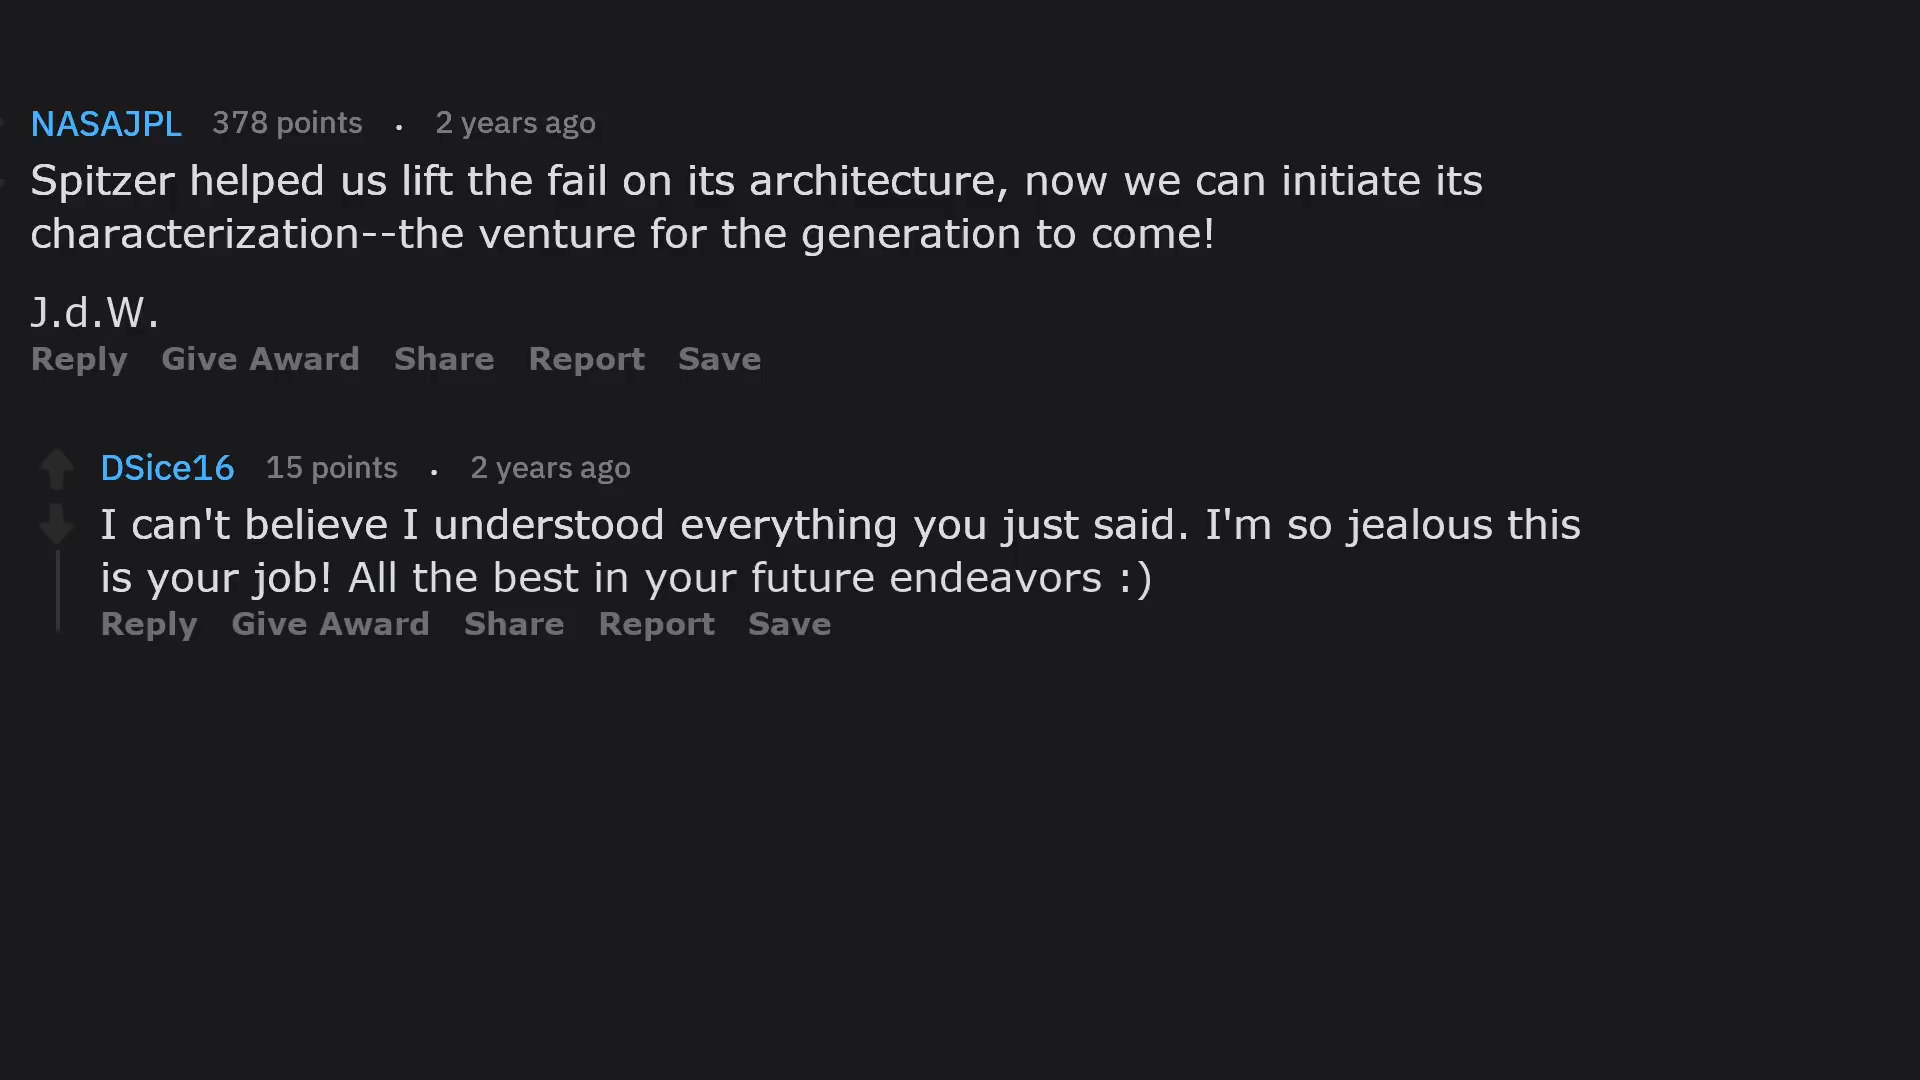 NASAJPL 378 points . 2 years ago
Spitzer helped us lift the fail on its architecture, now we can initiate its
characterization--the venture for the generation to come!
J.d.W.
Reply Give Award Share Report Save
DSice16 15 points . 2 years ago
I can't believe I understood everything you just said. I'm so jealous this
is your job! All the best in your future endeavors :)
Reply Give Award Share Report Save